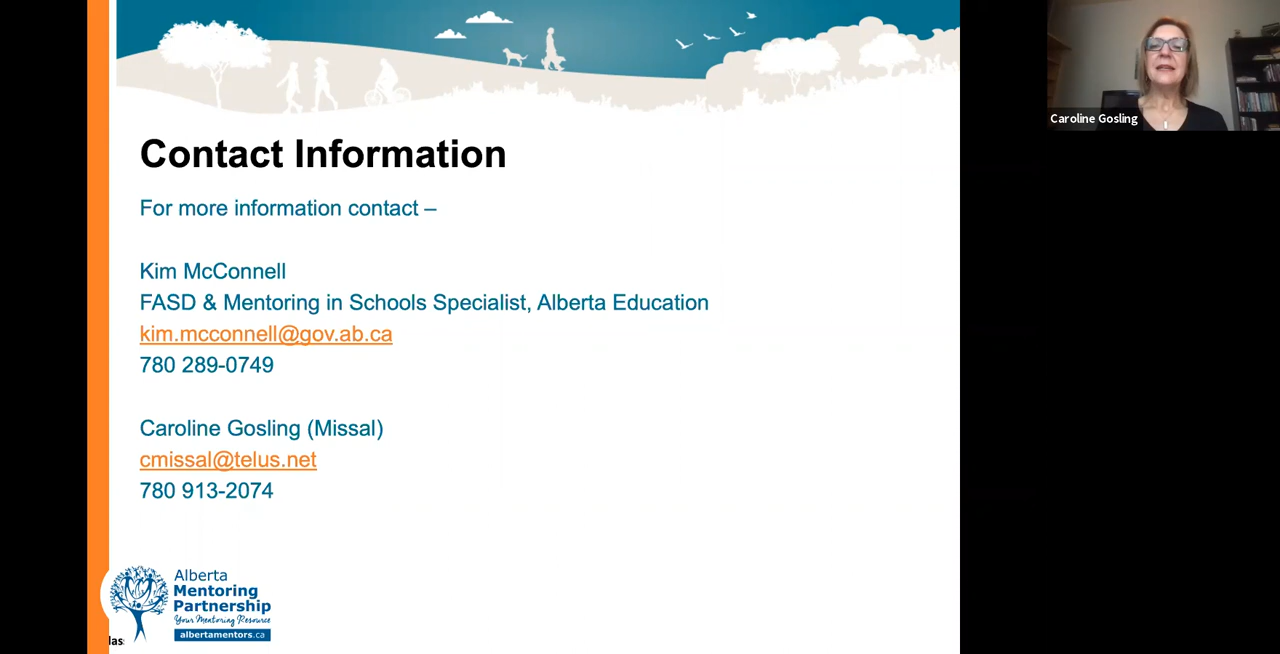 Contact Information
For more information contact –
Kim McConnell
FASD & Mentoring in Schools Specialist, Alberta Education
kim.mcconnell@gov.ab.ca
780 289-0749
Caroline Gosling (Missal)
cmissal@telus.net
780 913-2074
Alberta
Mentoring
Partnership
Your Mentoring Resource
albertamentors.ca
Caroline Gosling